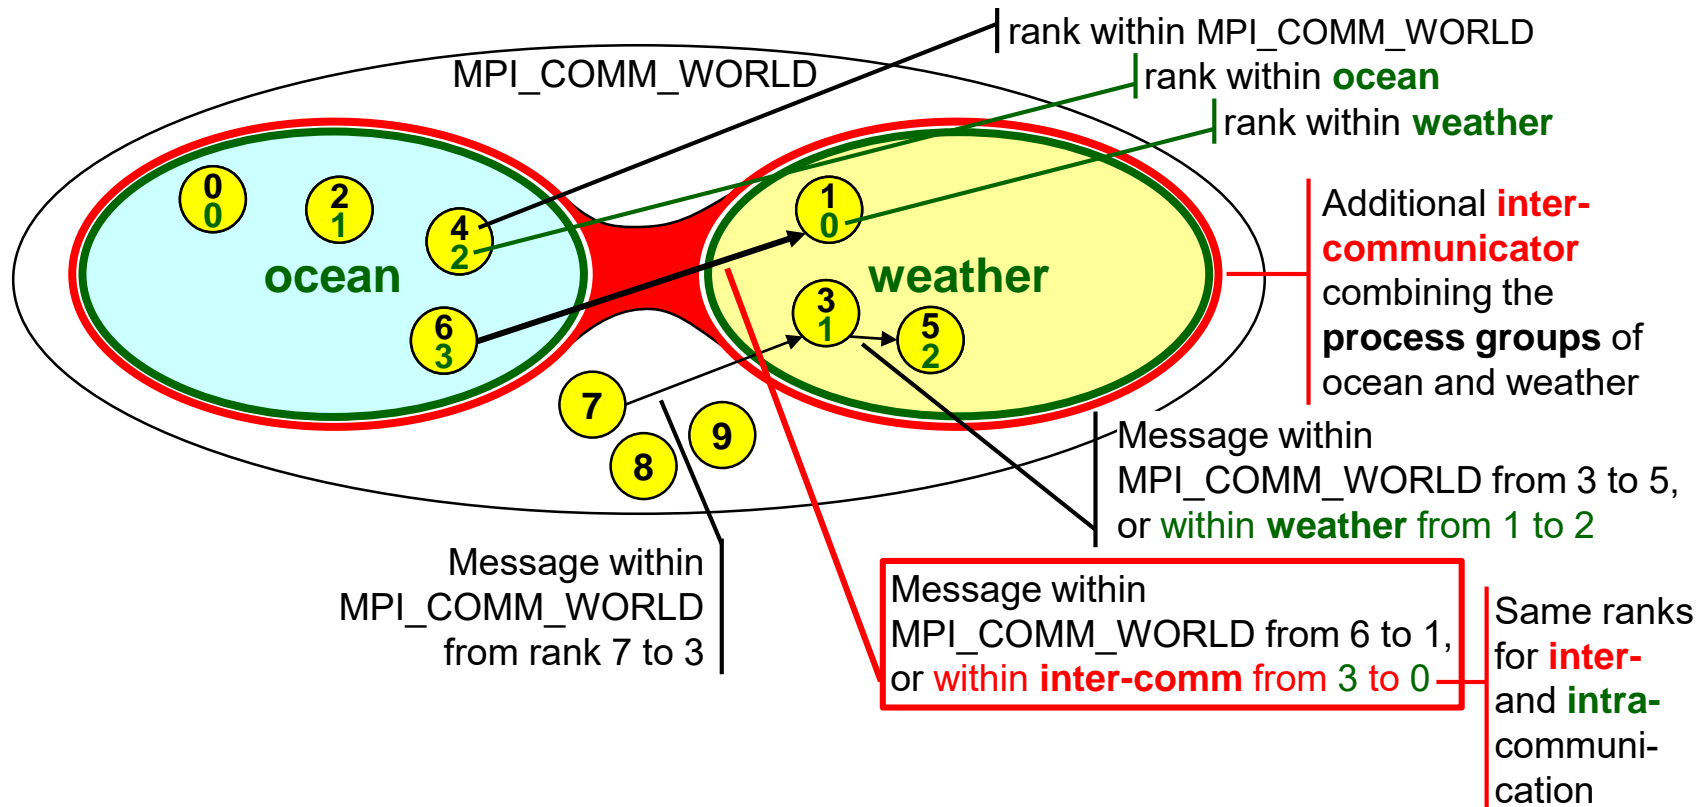 rank within MPI_COMM_WORLD
MPI_COMM_WORLD
rank within ocean
rank within weather
0
0
2
1
4
2
6
3
ocean
1
0
3
1
5
2
weather
7
8
9
Additional inter-
communicator
combining the
process groups of
ocean and weather
Message within
MPI_COMM_WORLD from 3 to 5,
or within weather from 1 to 2
Message within
MPI_COMM_WORLD
from rank 7 to 3
Message within
MPI_COMM_WORLD from 6 to 1,
or within inter-comm from 3 to 0
Same ranks
for inter-
and intra-
communi-
cation